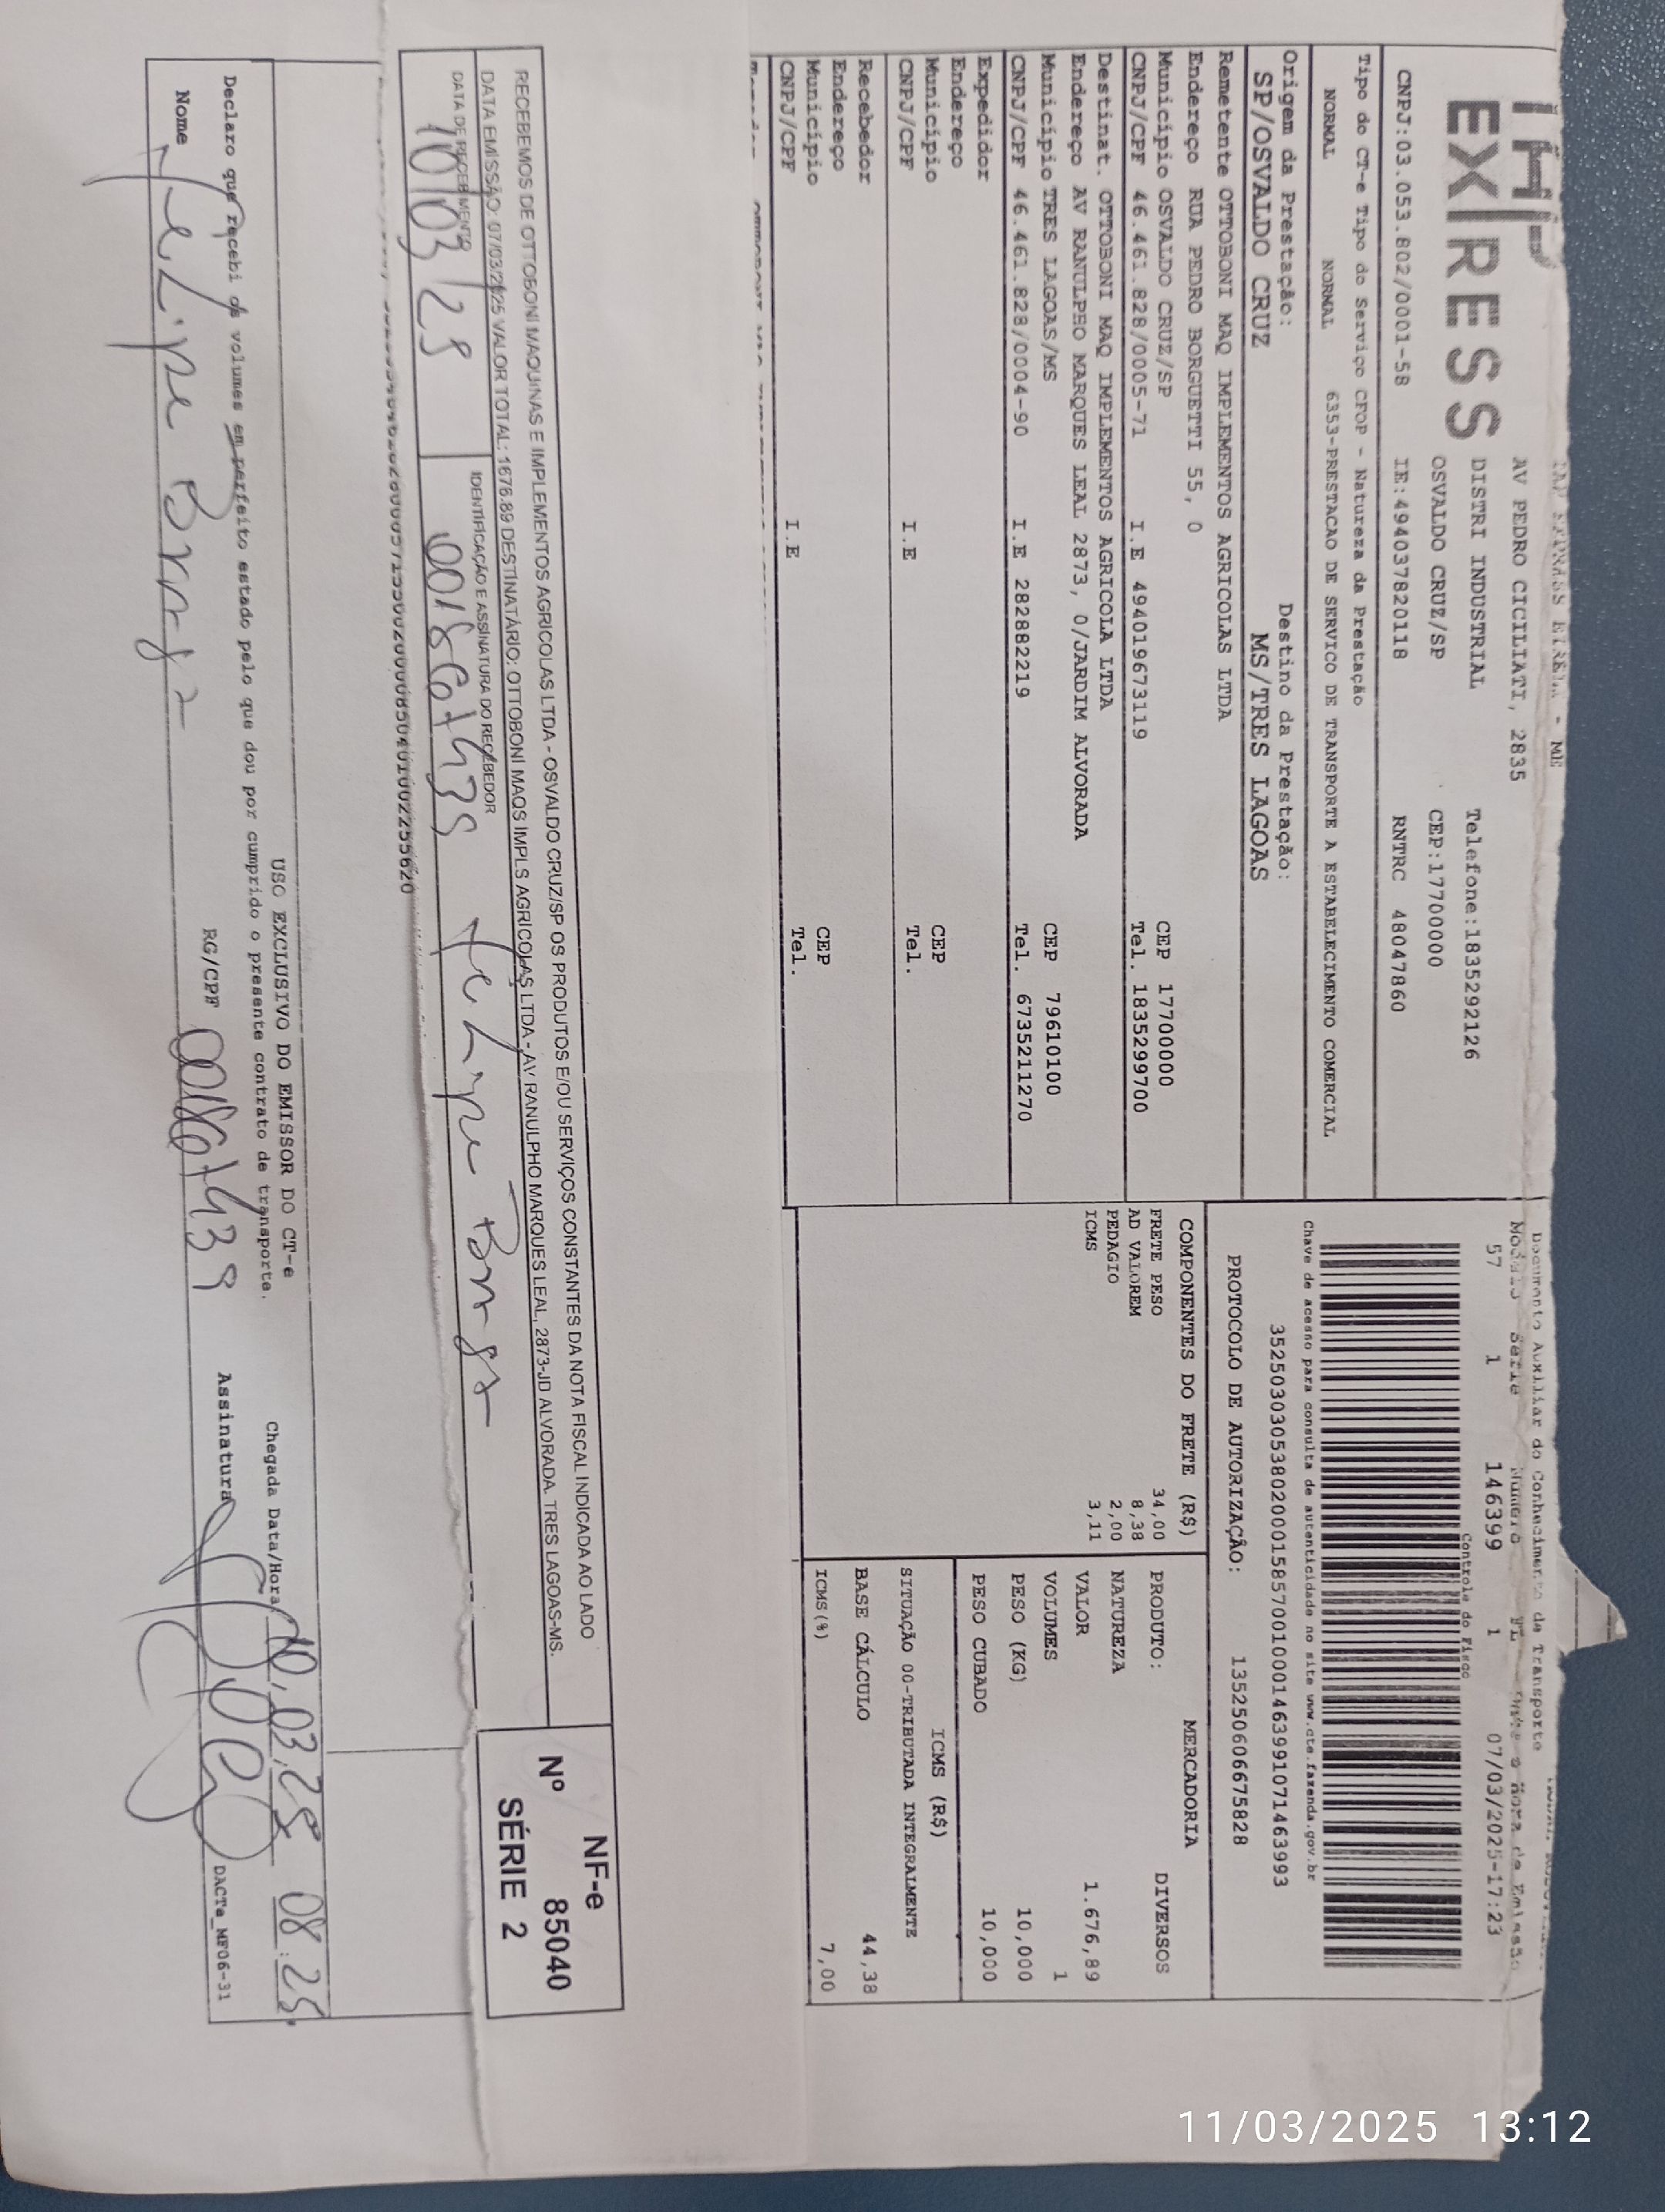 EXPRESS
AV PEDRO CICILIATI, 2835
DISTRI INDUSTRIAL Telefone:1835292126
OSVALDO CRUZ/SP CEP:17700000
CNPJ:03.053.802/0001-58 IE:494037820118 RNTRC 48047860
Tipo do CT-e Tipo do Serviço CFOP - Natureza da Prestação
NORMAL NORMAL 6353-PRESTACAO DE SERVICO DE TRANSPORTE A ESTABELECIMENTO COMERCIAL
Origem da Prestação: Destino da Prestação:
SP/OSVALDO CRUZ MS/TRES LAGOAS
Remetente OTTOBONI MAQ IMPLEMENTOS AGRICOLAS LTDA
Endereço RUA PEDRO BORGUETTI 55, 0
Município OSVALDO CRUZ/SP CEP 17700000
CNPJ/CPF 46.461.828/0005-71 I.E 494019673119 Tel. 1835299700
Destinat. OTTOBONI MAQ IMPLEMENTOS AGRICOLA LTDA
Endereço AV RANULPEO MARQUES LEAL 2873, 0/JARDIM ALVORADA
Município TRES LAGOAS/MS CEP 79610100
CNPJ/CPF 46.461.828/0004-90 I.E 282882219 Tel. 6735211270
Expedidor
Endereço
Município CEP
CNPJ/CPF I.E Tel.
Recebedor
Endereço
Município CEP
CNPJ/CPF I.E Tel.
Documento Auxiliar do Conhecimento de Transporte
Modelo Série Número FL Data e Hora de Emissão
57 1 146399 1 07/03/2025-17:23
Controle do Fisco
Chave de acesso para consulta de autenticidade no site www.cte.fazenda.gov.br
35250303053802000158570010001463991071463993
PROTOCOLO DE AUTORIZAÇÃO: 135250606675828
COMPONENTES DO FRETE (R$)
FRETE PESO 34,00
AD VALOREM 8,38
PEDAGIO 2,00
ICMS 3,11
MERCADORIA
PRODUTO: DIVERSOS
NATUREZA
VALOR 1.676,89
VOLUMES 1
PESO (KG) 10,000
PESO CUBADO 10,000
ICMS (R$)
SITUAÇÃO 00-TRIBUTADA INTEGRALMENTE
BASE CÁLCULO 44,38
ICMS(%) 7,00
RECEBEMOS DE OTTOBONI MAQUINAS E IMPLEMENTOS AGRICOLAS LTDA - OSVALDO CRUZ/SP OS PRODUTOS E/OU SERVIÇOS CONSTANTES DA NOTA FISCAL INDICADA AO LADO
DATA EMISSÃO: 07/03/2025 VALOR TOTAL: 1676.89 DESTINATÁRIO: OTTOBONI MAQS IMPLS AGRICOLAS LTDA - AV RANULPHO MARQUES LEAL, 2873-JD ALVORADA. TRES LAGOAS-MS.
DATA DE RECEBIMENTO IDENTIFICAÇÃO E ASSINATURA DO RECEBEDOR
10/03/25 Felipe Borges
NF-e
Nº 85040
SÉRIE 2
USO EXCLUSIVO DO EMISSOR DO CT-e
Declaro que recebi os volumes em perfeito estado pelo que dou por cumprido o presente contrato de transporte.
Chegada Data/Hora 10,03,25 08:25
Nome Felipe Borges RG/CPF Assinatura
DACTe_MF06-31
11/03/2025 13:12